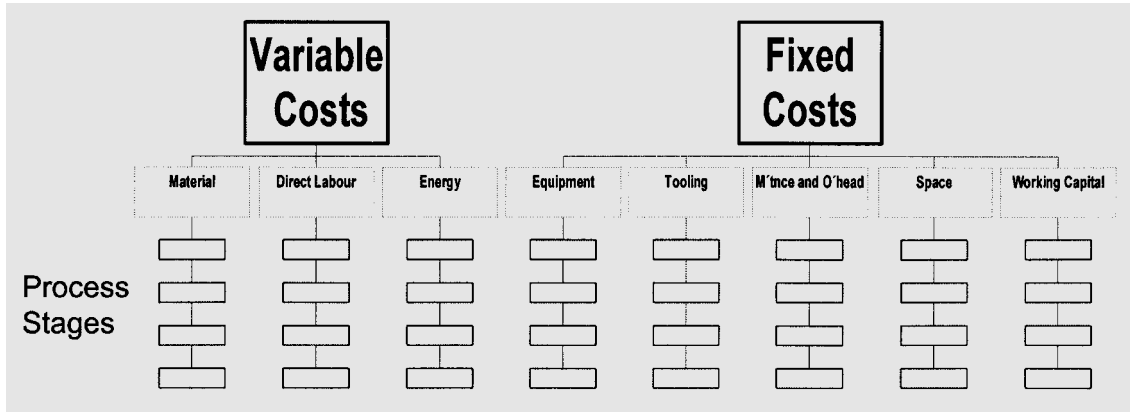 Variable
Costs
Fixed
Costs
Material
Direct Labour
Energy
Equipment
Tooling
M´tnce and O´head
Space
Working Capital
Process
Stages